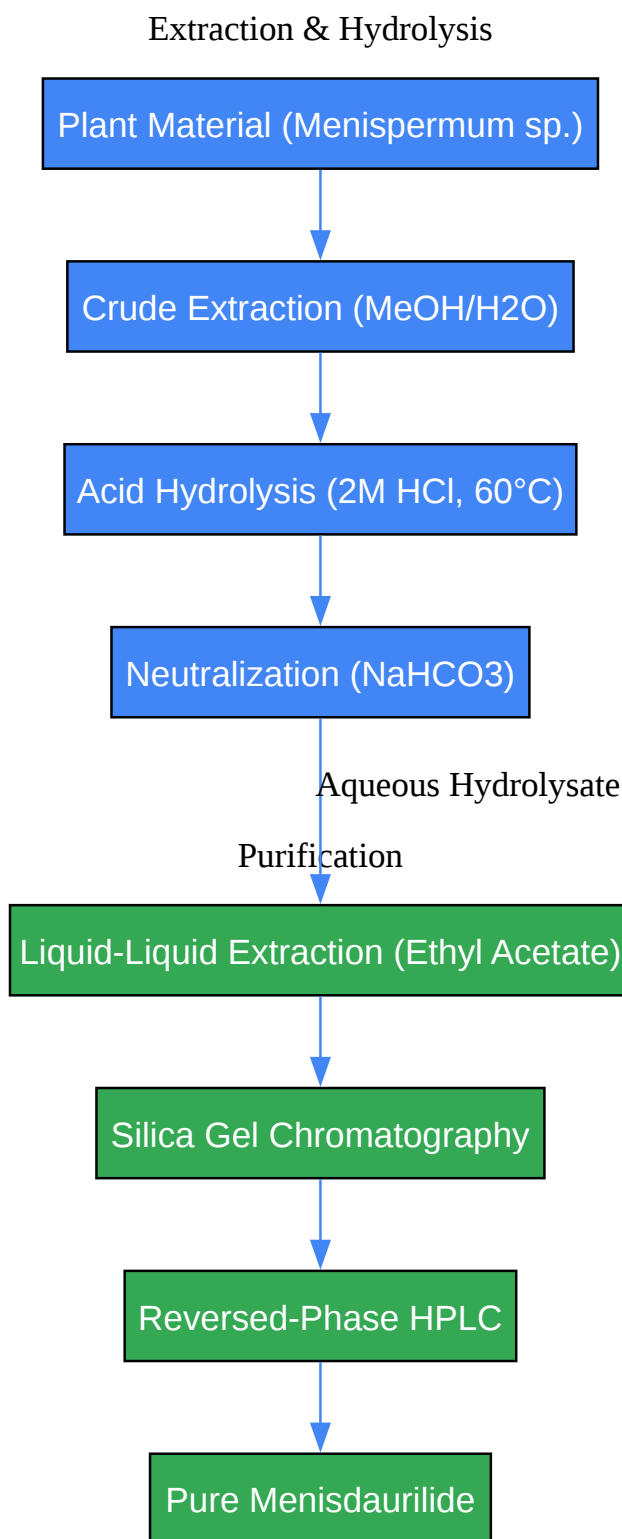 Extraction & Hydrolysis
Plant Material (Menispermum sp.)
Crude Extraction (MeOH/H2O)
Acid Hydrolysis (2M HCl, 60°C)
Neutralization (NaHCO3)
Aqueous Hydrolysate
Purification
Liquid-Liquid Extraction (Ethyl Acetate)
Silica Gel Chromatography
Reversed-Phase HPLC
Pure Menisdaurilide